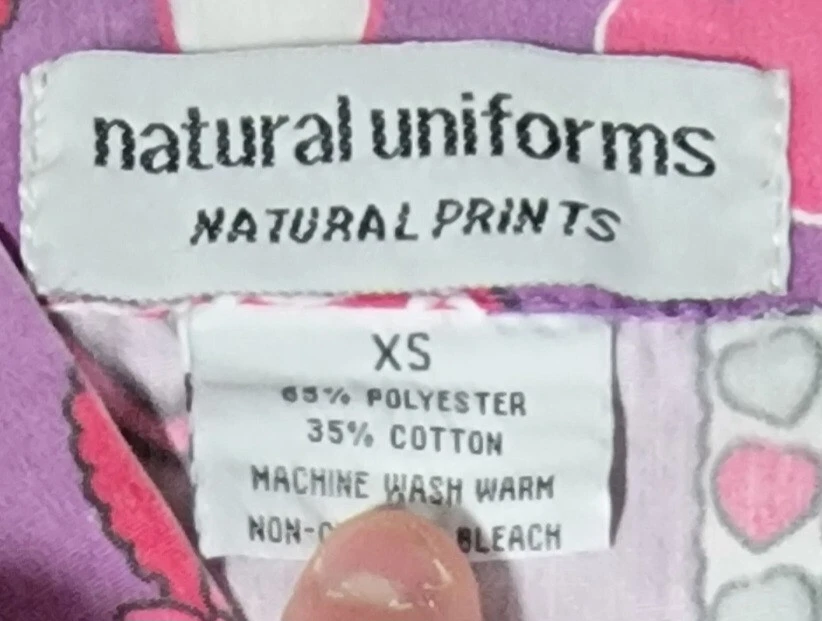 natural uniforms
NATURAL PRINTS
XS
65% POLYESTER
35% COTTON
MACHINE WASH WARM
BLEACH